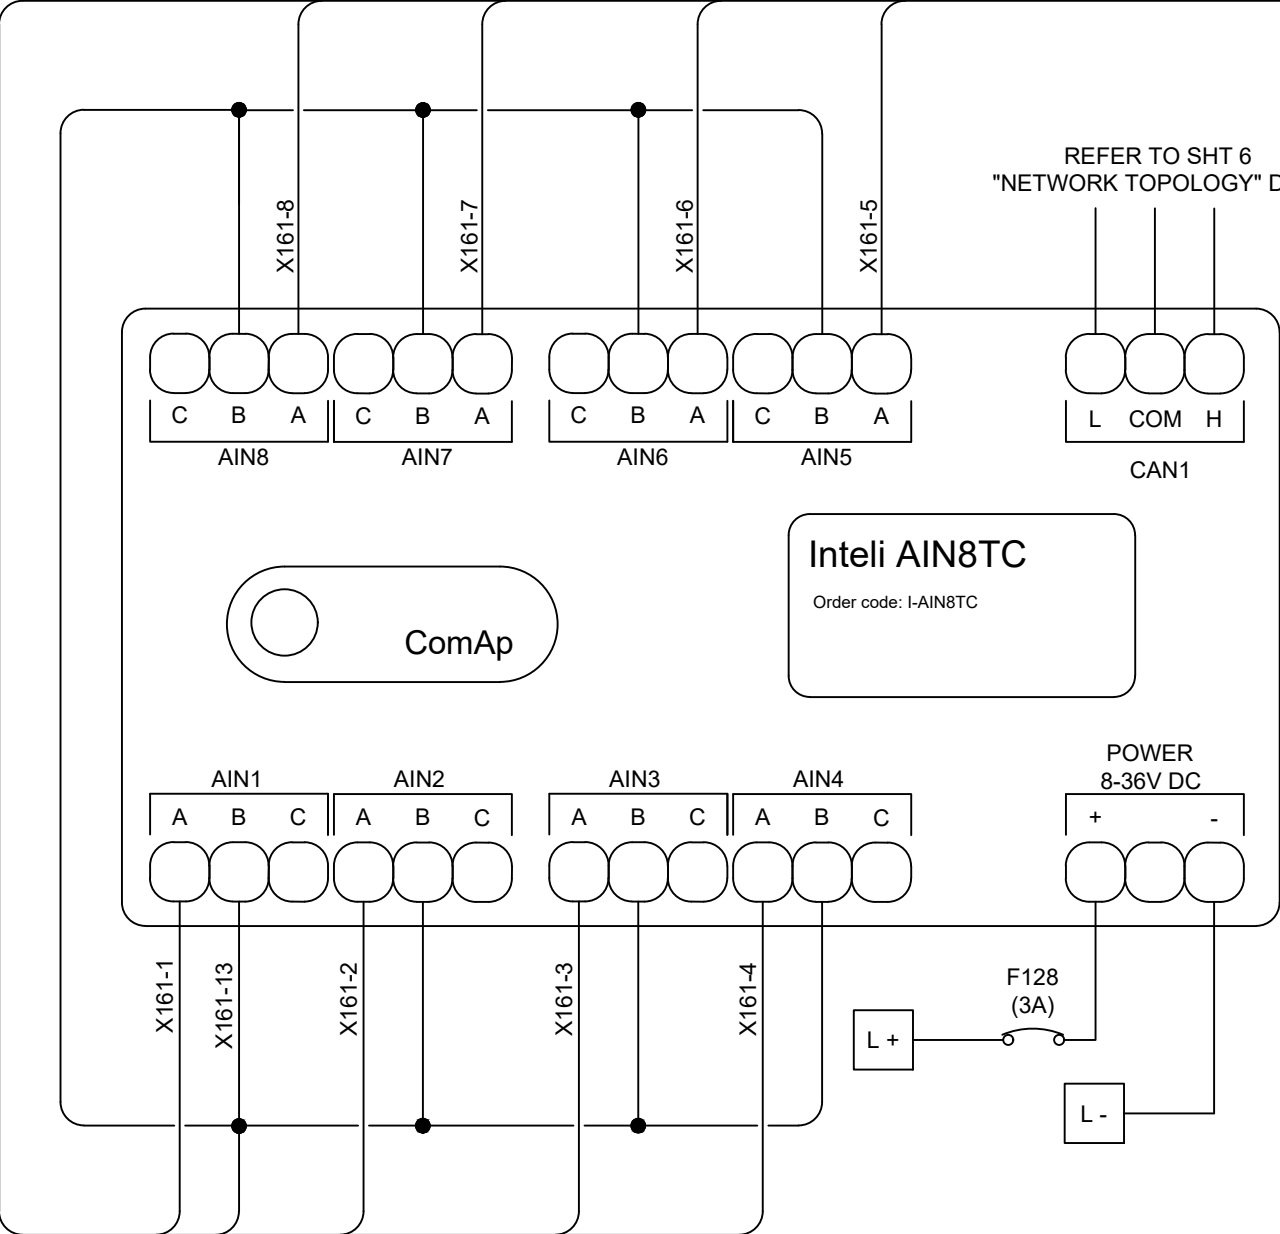 REFER TO SHT 6
"NETWORK TOPOLOGY" D
X161-8
X161-7
X161-6
X161-5
C B A
C B A
C B A
C B A
L COM H
AIN8
AIN7
AIN6
AIN5
CAN1
Inteli AIN8TC
Order code: I-AIN8TC
ComAp
POWER
8-36V DC
AIN1
AIN2
AIN3
AIN4
A B C
A B C
A B C
A B C
+ -
X161-1
X161-13
X161-2
X161-3
X161-4
F128
(3A)
L +
L -